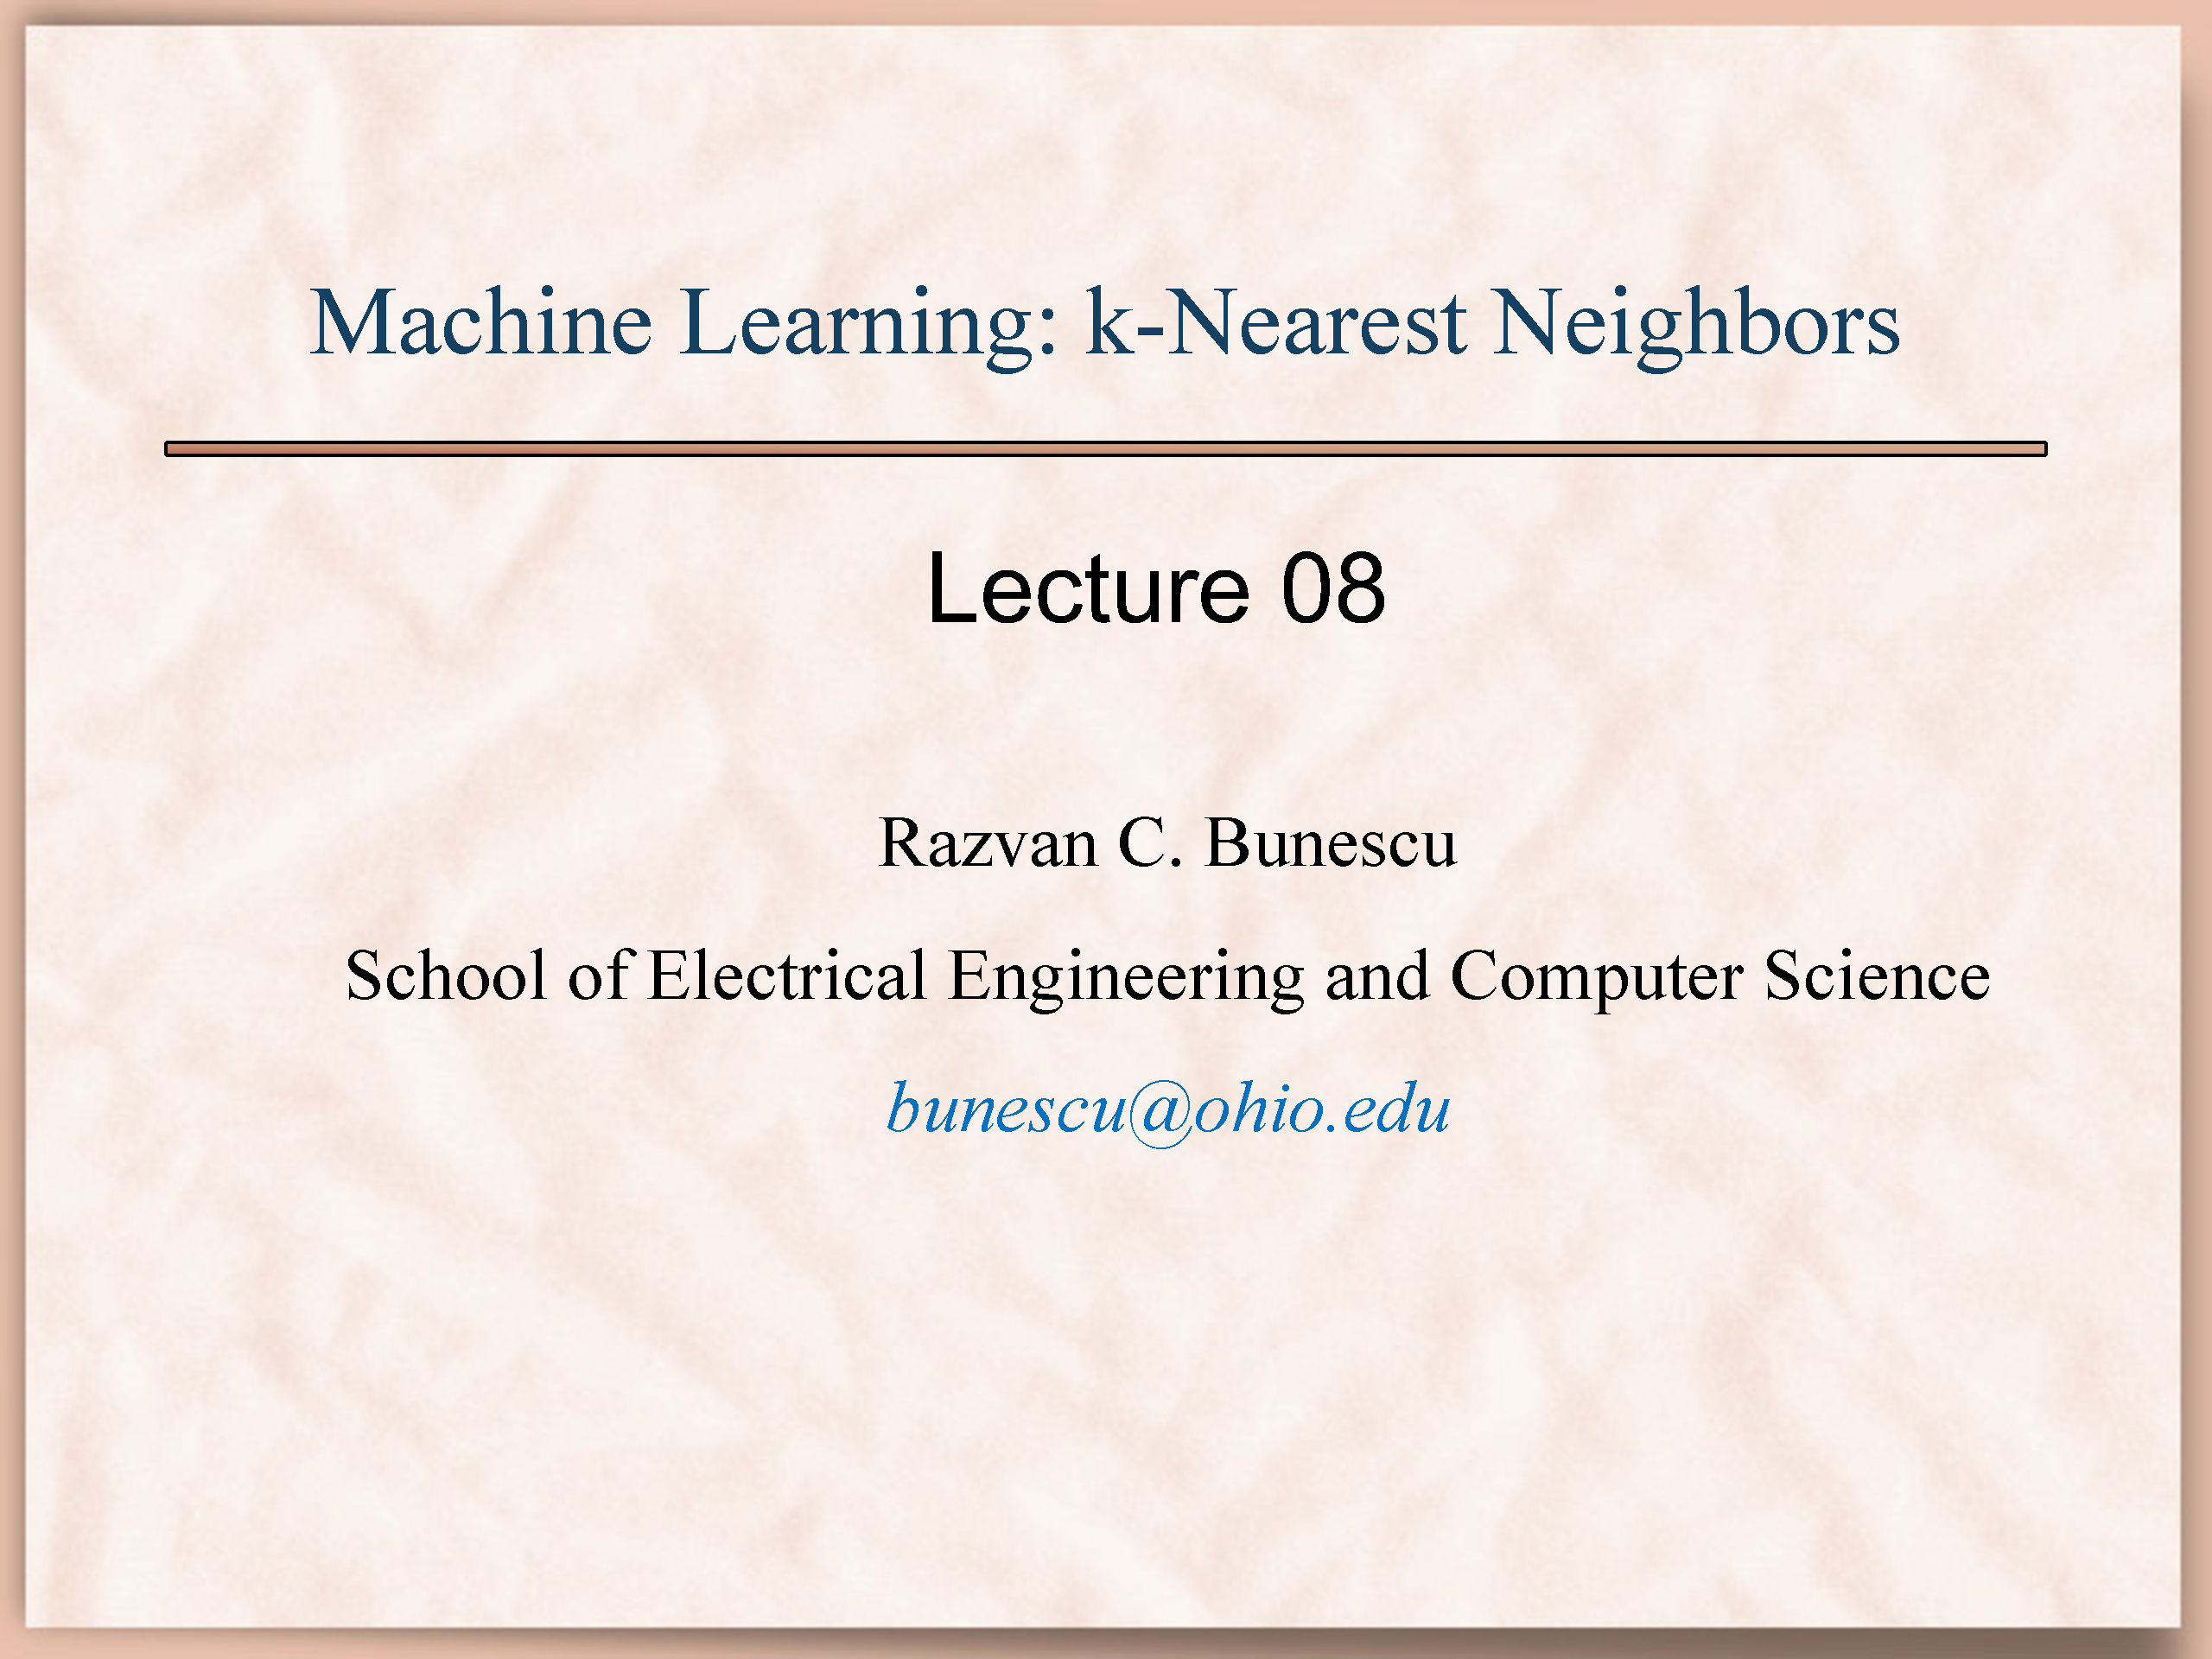 Machine Learning: k-Nearest Neighbors
Lecture 08
Razvan C. Bunescu
School of Electrical Engineering and Computer Science
bunescu@ohio.edu